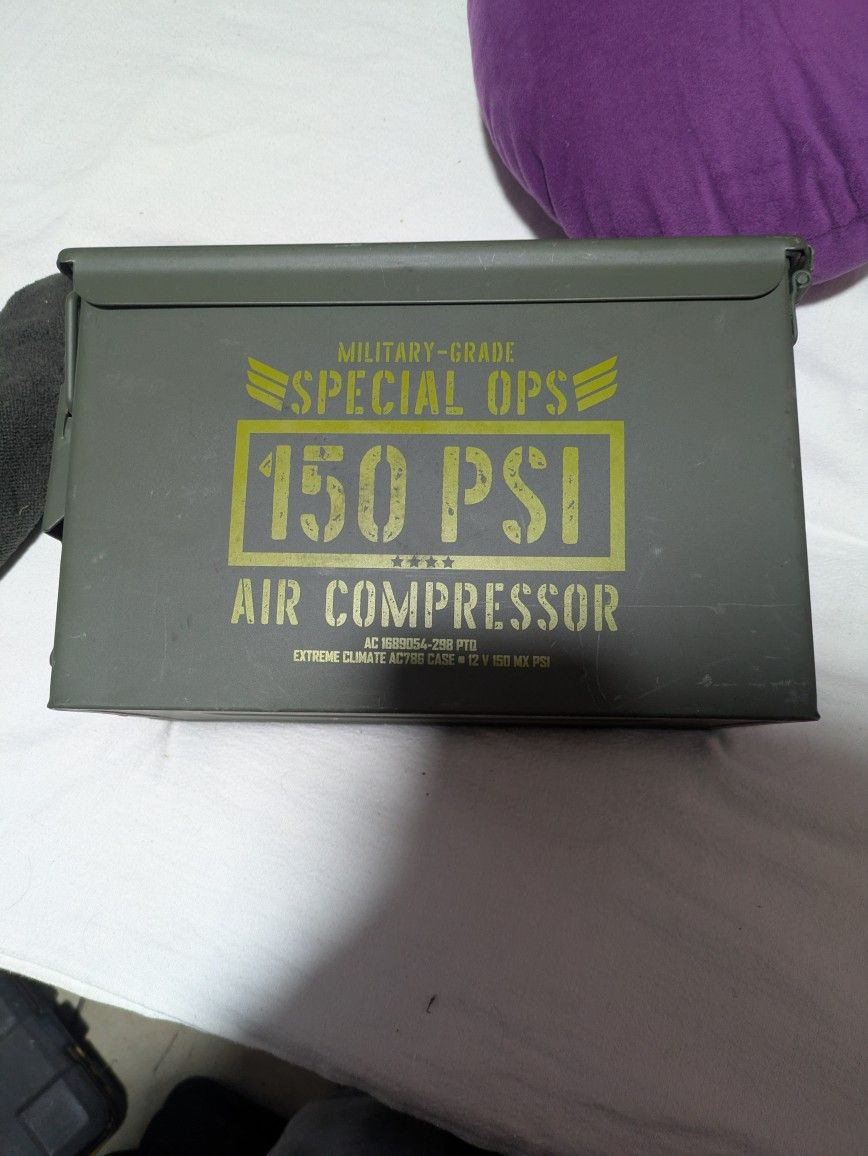 MILITARY-GRADE
SPECIAL OPS
150 PSI
AIR COMPRESSOR
AC 1689054-298 PTQ
EXTREME CLIMATE AC786 CASE ▪ 12 V 150 MX PSI